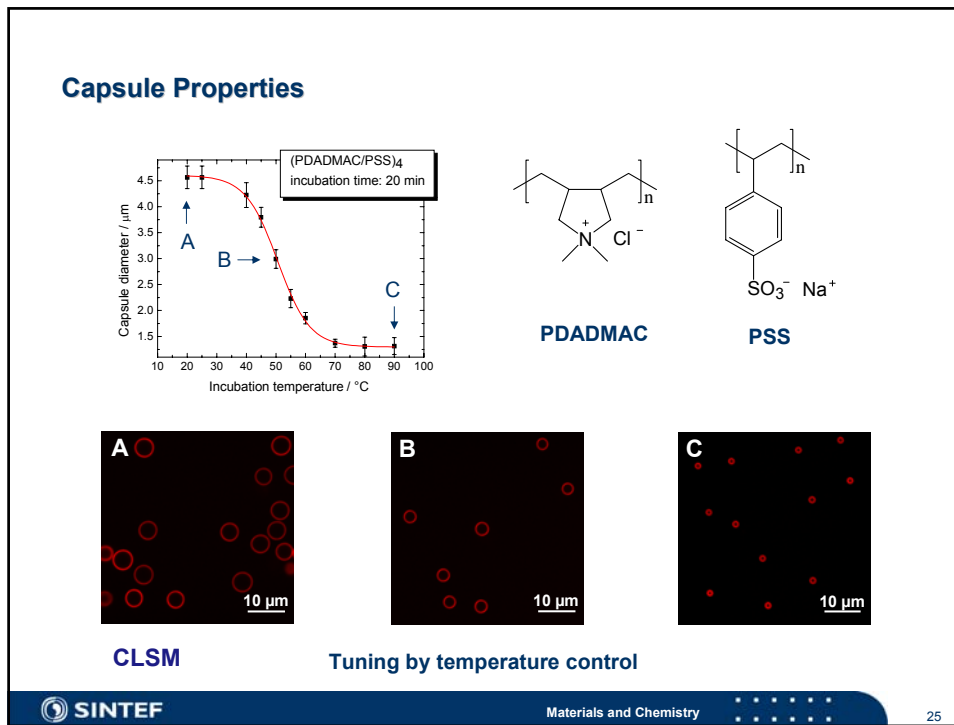 Capsule Properties
(PDADMAC/PSS)4
incubation time: 20 min
4.5
4.0
3.5
3.0
2.5
2.0
1.5
Capsule diameter / μm
A
B
C
10 20 30 40 50 60 70 80 90 100
Incubation temperature / °C
n
N
+
Cl −
PDADMAC
n
SO3− Na+
PSS
A
10 μm
B
10 μm
C
10 μm
CLSM
Tuning by temperature control
SINTEF
Materials and Chemistry
25